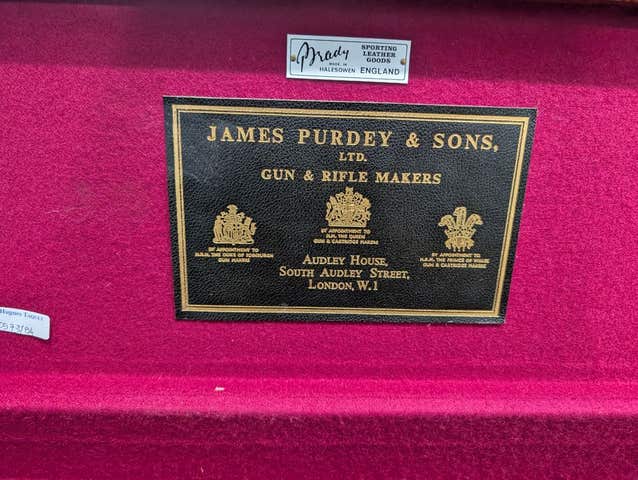 Brady
SPORTING
LEATHER
GOODS
MADE IN
HALESOWEN ENGLAND
JAMES PURDEY & SONS,
LTD.
GUN & RIFLE MAKERS
BY APPOINTMENT TO
H.R.H. THE DUKE OF EDINBURGH
GUN MAKERS
BY APPOINTMENT TO
H.M. THE QUEEN
GUN & CARTRIDGE MAKERS
BY APPOINTMENT TO
H.R.H. THE PRINCE OF WALES
GUN & CARTRIDGE MAKERS
AUDLEY HOUSE,
SOUTH AUDLEY STREET,
LONDON, W.1